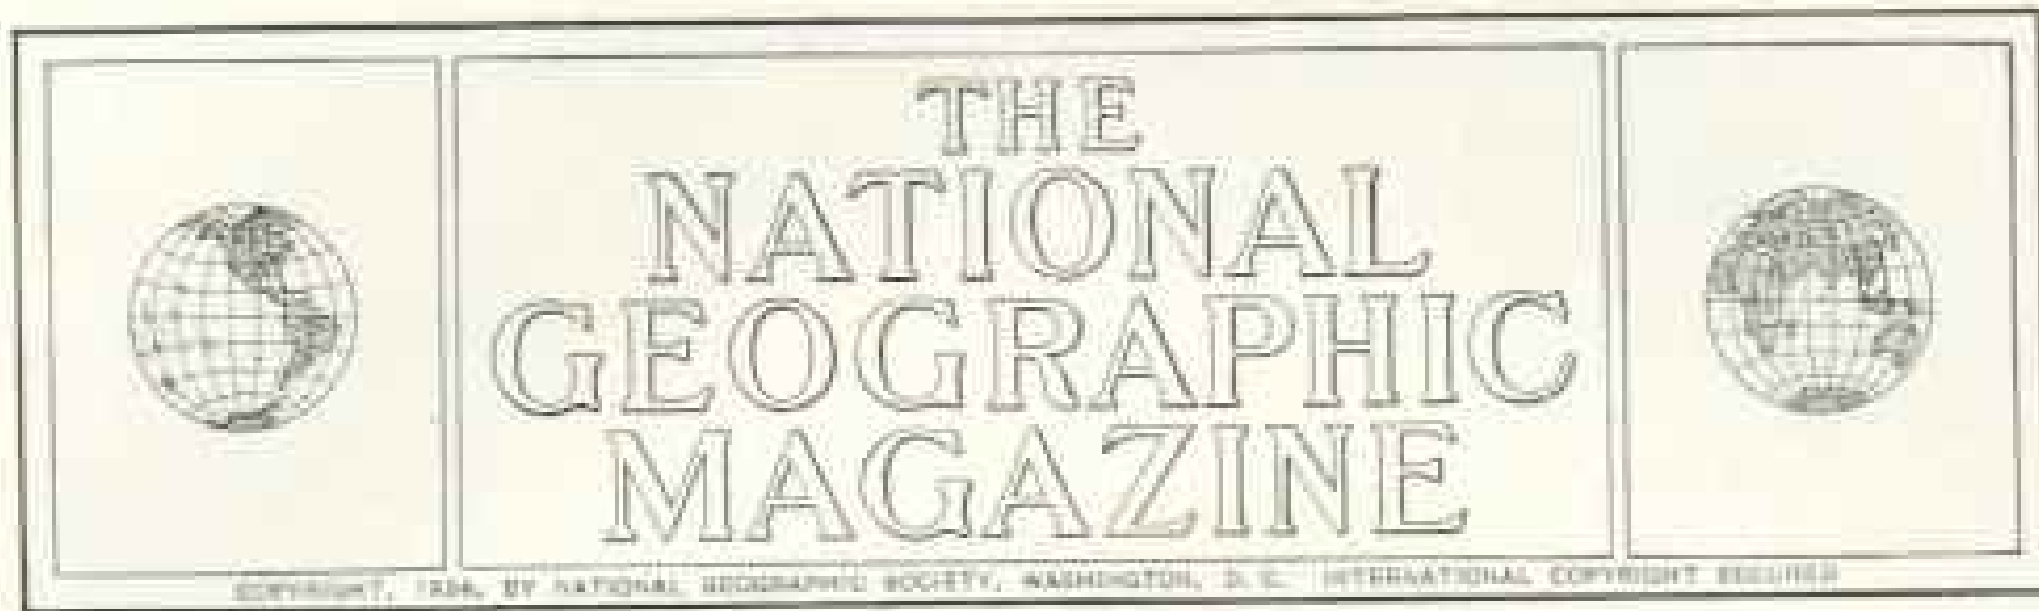 THE
NATIONAL
GEOGRAPHIC
MAGAZINE
COPYRIGHT, BY NATIONAL GEOGRAPHIC SOCIETY, WASHINGTON, D. C. INTERNATIONAL COPYRIGHT SECURED